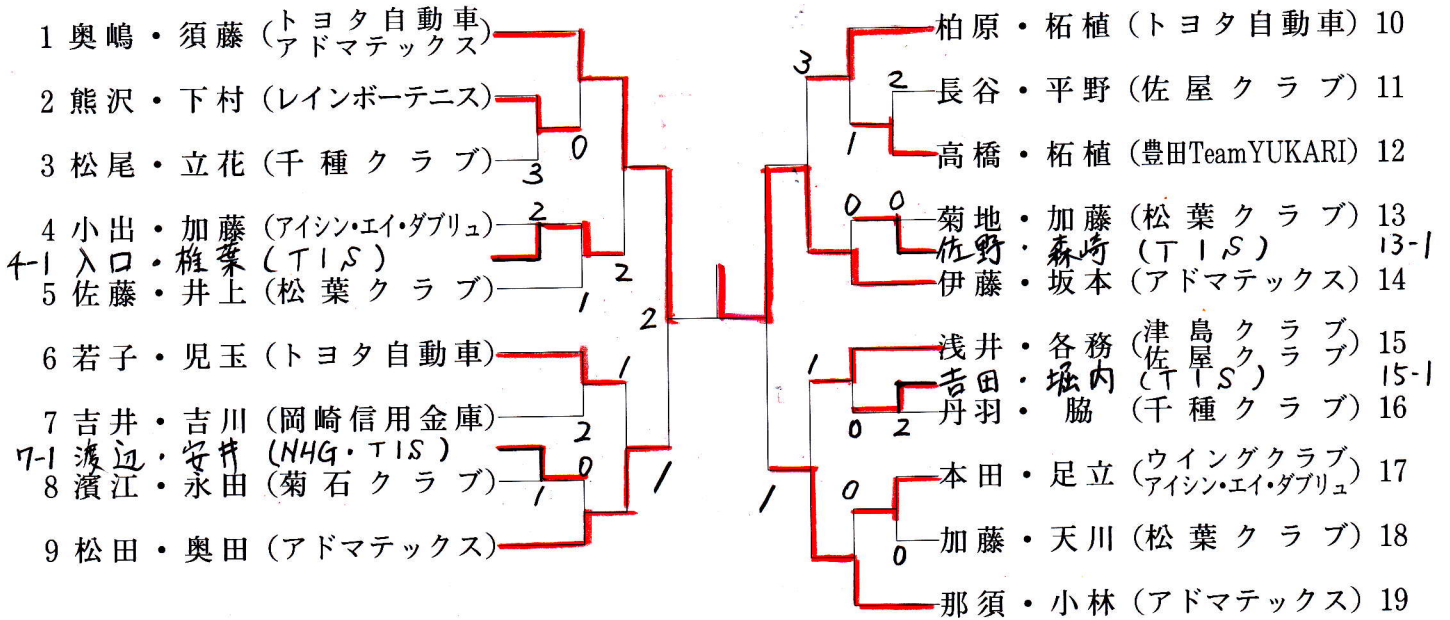 1 奥嶋・須藤 (トヨタ自動車 アドマテックス)
2 熊沢・下村 (レインボーテニス)
3 松尾・立花 (千種クラブ)
4 小出・加藤 (アイシン・エイ・ダブリュ)
4-1 入口・椎葉 (TIS)
5 佐藤・井上 (松葉クラブ)
6 若子・児玉 (トヨタ自動車)
7 吉井・吉川 (岡崎信用金庫)
7-1 渡辺・安井 (NHG・TIS)
8 濱江・永田 (菊石クラブ)
9 松田・奥田 (アドマテックス)
0
3
2
1
2
2
1
2
0
1
1
柏原・柘植 (トヨタ自動車) 10
長谷・平野 (佐屋クラブ) 11
高橋・柘植 (豊田TeamYUKARI) 12
菊地・加藤 (松葉クラブ) 13
佐野・森崎 (TIS) 13-1
伊藤・坂本 (アドマテックス) 14
浅井・各務 (津島クラブ 佐屋クラブ) 15
吉田・堀内 (TIS) 15-1
丹羽・脇 (千種クラブ) 16
本田・足立 (ウイングクラブ アイシン・エイ・ダブリュ) 17
加藤・天川 (松葉クラブ) 18
那須・小林 (アドマテックス) 19
3
2
1
0 0
1
0 2
1
0
0